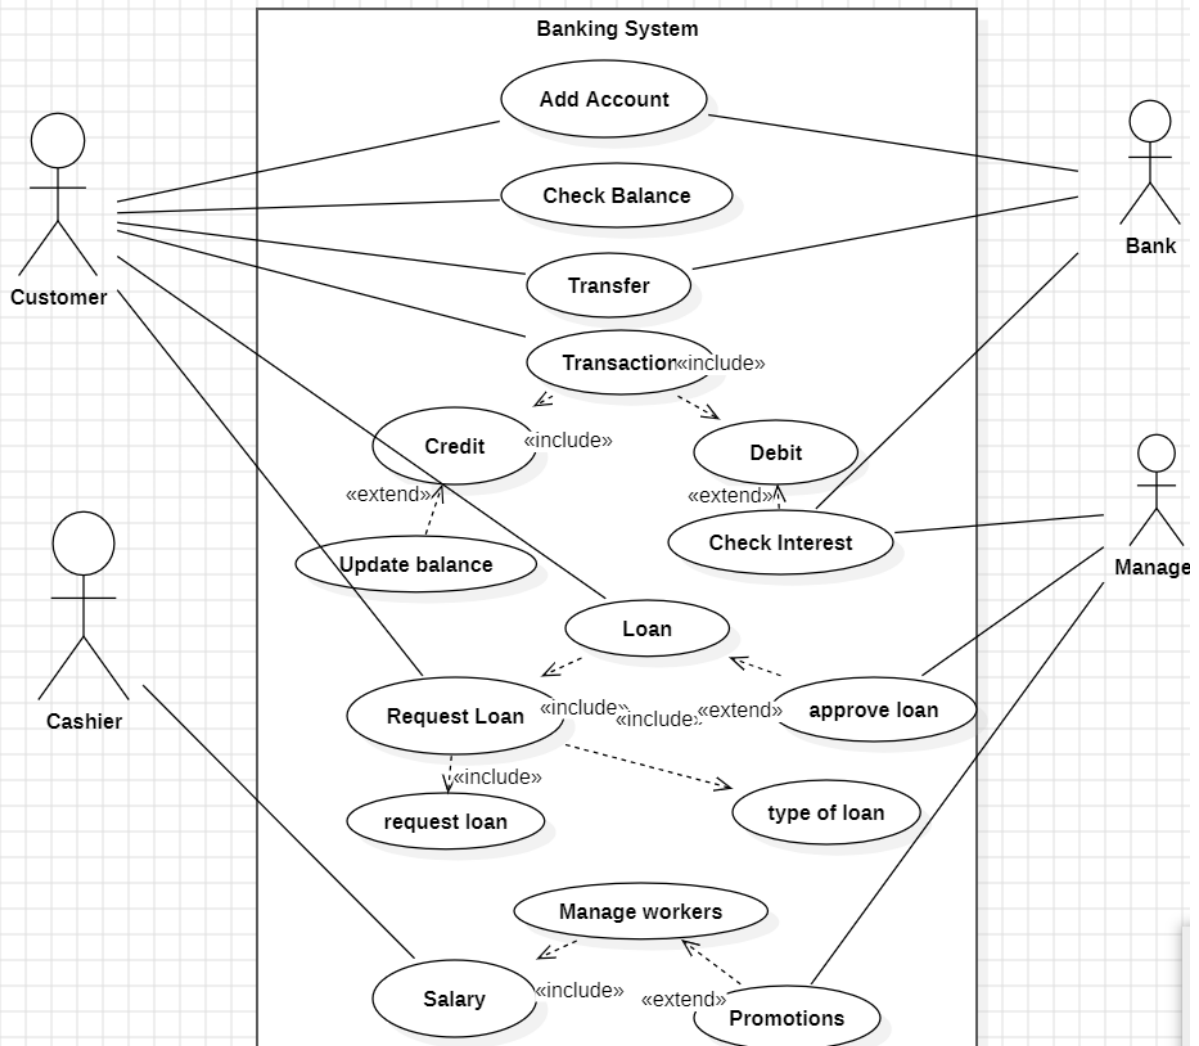 Banking System
Add Account
Check Balance
Bank
Transfer
Customer
Transaction
«include»
Credit
«include»
Debit
«extend»
«extend»
Check Interest
Update balance
Manage
Loan
Request Loan
«include»
«include»
«extend»
approve loan
Cashier
«include»
request loan
type of loan
Manage workers
Salary
«include»
«extend»
Promotions